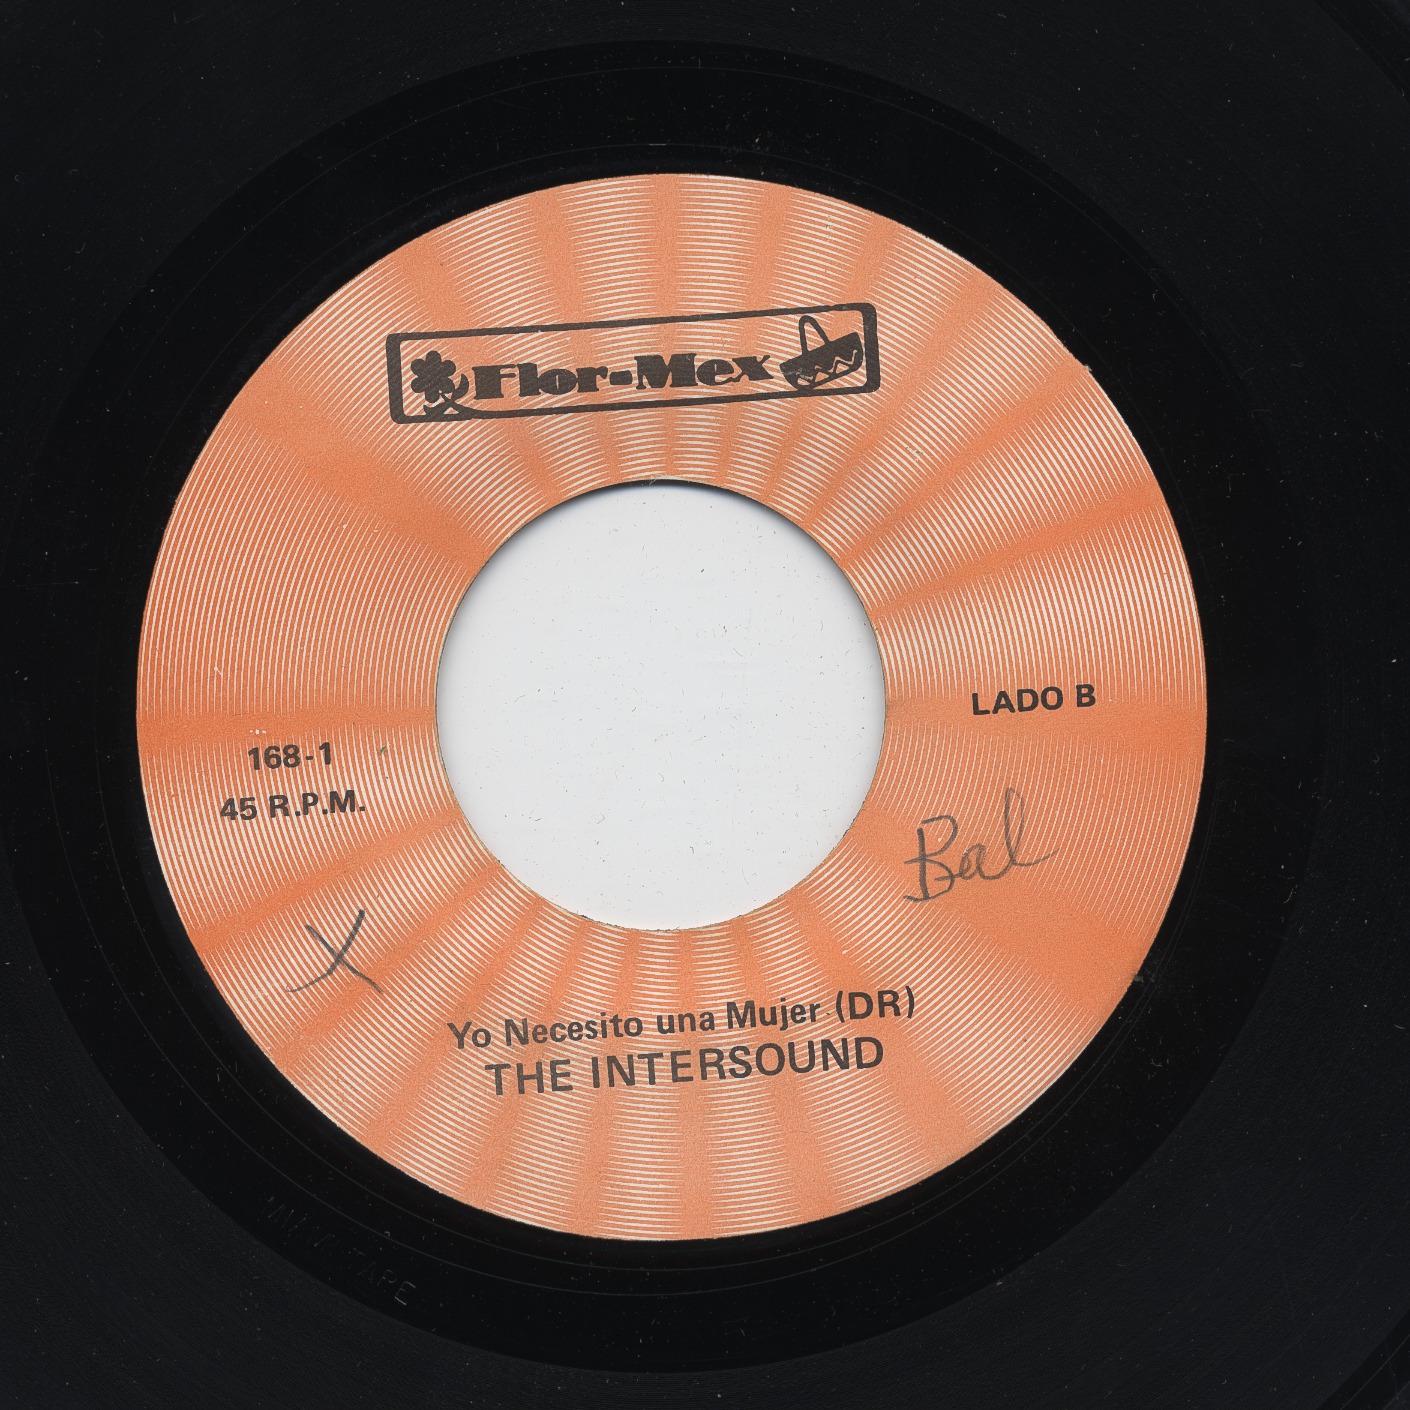 Flor-Mex
LADO B
168-1
45 R.P.M.
Bal
X
Yo Necesito una Mujer (DR)
THE INTERSOUND